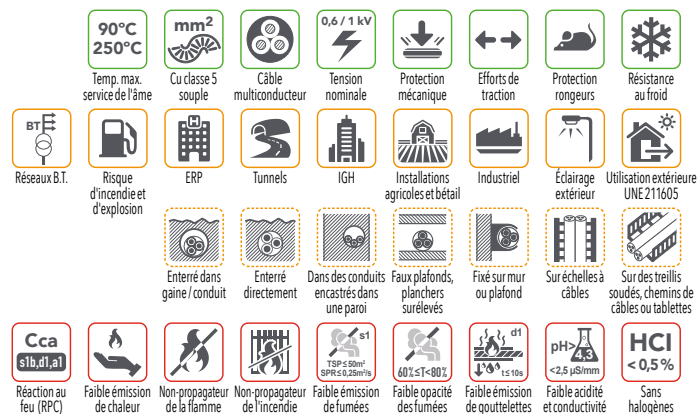 90°C
250°C
mm²
0,6 / 1 kV
Temp. max.
service de l'âme
Cu classe 5
souple
Câble
multiconducteur
Tension
nominale
Protection
mécanique
Efforts de
traction
Protection
rongeurs
Résistance
au froid
BT
H
Réseaux B.T.
Risque
d'incendie et
d'explosion
ERP
Tunnels
IGH
Installations
agricoles et bétail
Industriel
Éclairage
extérieur
Utilisation extérieure
UNE 211605
Enterré dans
gaine / conduit
Enterré
directement
Dans des conduits
encastrés dans
une paroi
Faux plafonds,
planchers
surélevés
Fixé sur mur
ou plafond
Sur échelles à
câbles
Sur des treillis
soudés, chemins de
câbles ou tablettes
Cca
s1b,d1,a1
s1
TSP≤50m²
SPR≤0,25m²/s
60%≤T<80%
d1
t≤10s
pH>
4,3
<2,5 µS/mm
HCl
< 0,5 %
Réaction au
feu (RPC)
Faible émission
de chaleur
Non-propagateur
de la flamme
Non-propagateur
de l'incendie
Faible émission
de fumées
Faible opacité
des fumées
Faible émission
de gouttelettes
Faible acidité
et conductivité
Sans
halogènes